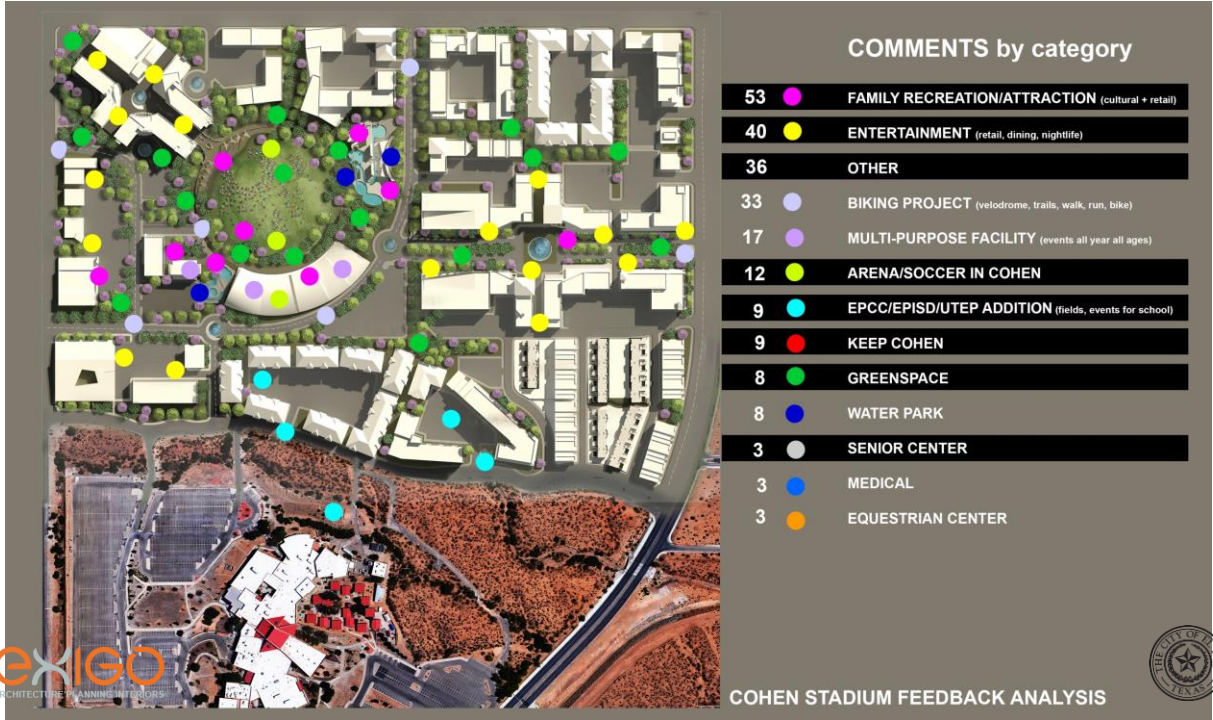 COMMENTS by category
53 FAMILY RECREATION/ATTRACTION (cultural + retail)
40 ENTERTAINMENT (retail, dining, nightlife)
36 OTHER
33 BIKING PROJECT (velodrome, trails, walk, run, bike)
17 MULTI-PURPOSE FACILITY (events all year all ages)
12 ARENA/SOCCER IN COHEN
9 EPCC/EPISD/UTEP ADDITION (fields, events for school)
9 KEEP COHEN
8 GREENSPACE
8 WATER PARK
3 SENIOR CENTER
3 MEDICAL
3 EQUESTRIAN CENTER
exIGO
ARCHITECTURE PLANNING INTERIORS
COHEN STADIUM FEEDBACK ANALYSIS
THE CITY OF
TEXAS